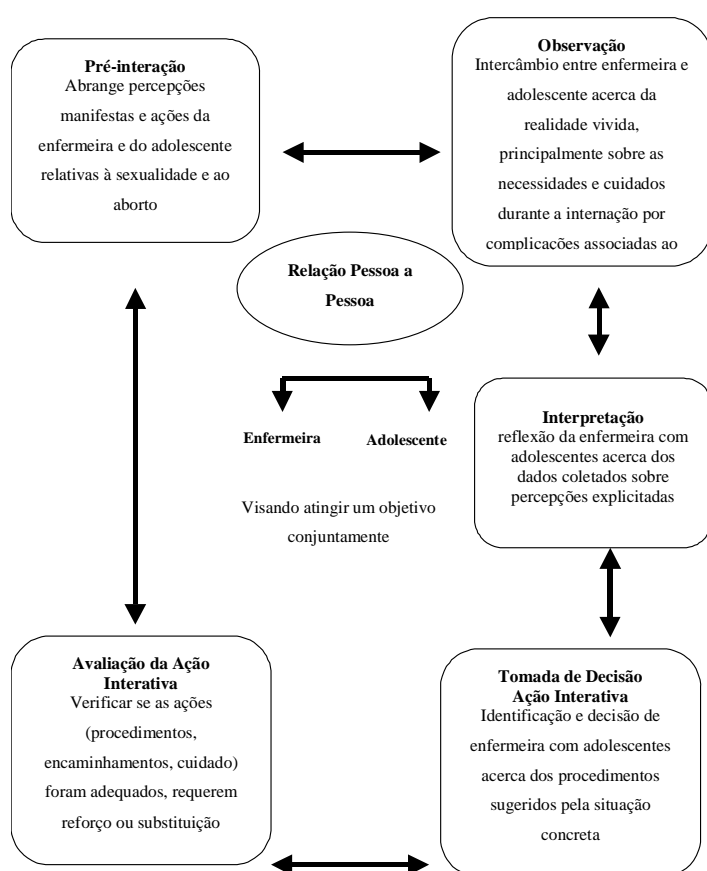 Pré-interação
Abrange percepções
manifestas e ações da
enfermeira e do adolescente
relativas à sexualidade e ao
aborto
Observação
Intercâmbio entre enfermeira e
adolescente acerca da
realidade vivida,
principalmente sobre as
necessidades e cuidados
durante a internação por
complicações associadas ao
Relação Pessoa a
Pessoa
Enfermeira
Adolescente
Visando atingir um objetivo
conjuntamente
Interpretação
reflexão da enfermeira com
adolescentes acerca dos
dados coletados sobre
percepções explicitadas
Avaliação da Ação
Interativa
Verificar se as ações
(procedimentos,
encaminhamentos, cuidado)
foram adequados, requerem
reforço ou substituição
Tomada de Decisão
Ação Interativa
Identificação e decisão de
enfermeira com adolescentes
acerca dos procedimentos
sugeridos pela situação
concreta